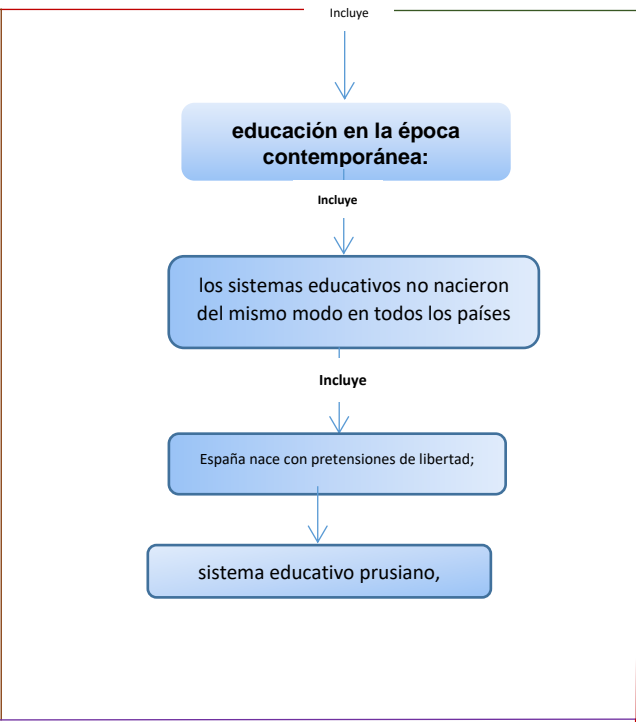 Incluye
educación en la época
contemporánea:
Incluye
los sistemas educativos no nacieron
del mismo modo en todos los países
Incluye
España nace con pretensiones de libertad;
sistema educativo prusiano,